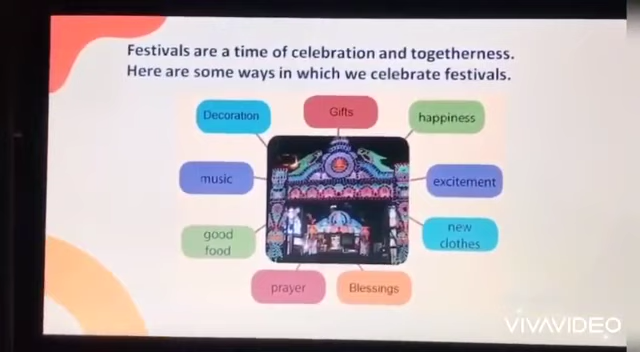 Festivals are a time of celebration and togetherness.
Here are some ways in which we celebrate festivals.
Decoration
Gifts
happiness
music
excitement
good
food
new
clothes
prayer
Blessings
VIVAVIDEO